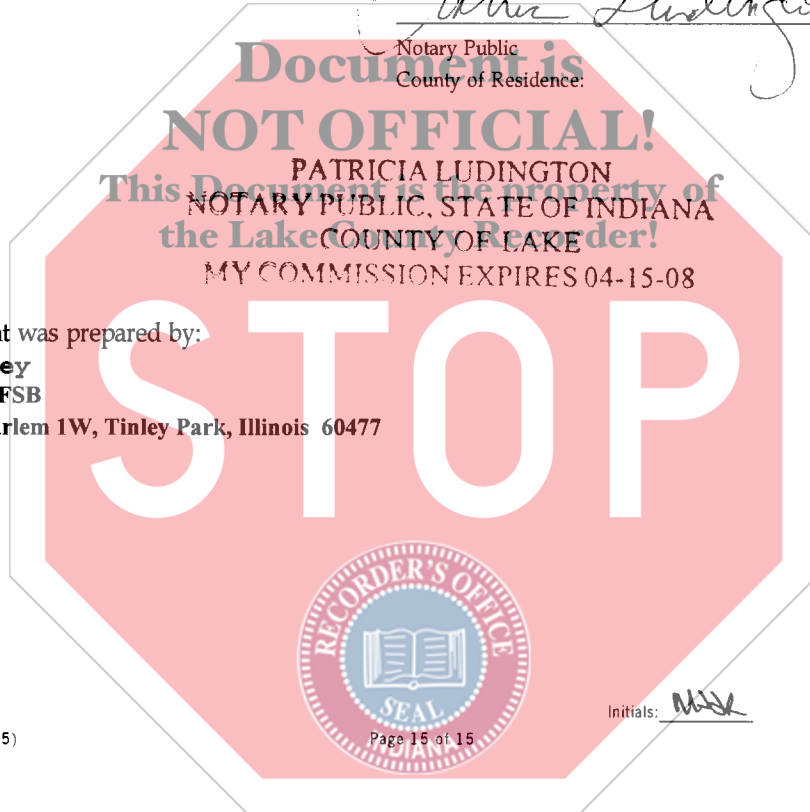 Notary Public
County of Residence:
Document is
NOT OFFICIAL!
This Document is the property of
the Lake County Recorder!
PATRICIA LUDINGTON
NOTARY PUBLIC, STATE OF INDIANA
COUNTY OF LAKE
MY COMMISSION EXPIRES 04-15-08
t was prepared by:
ey
FSB
rlem 1W, Tinley Park, Illinois 60477
STOP
RECORDER'S OFFICE
SEAL
INDIANA
Initials:
5)
Page 15 of 15